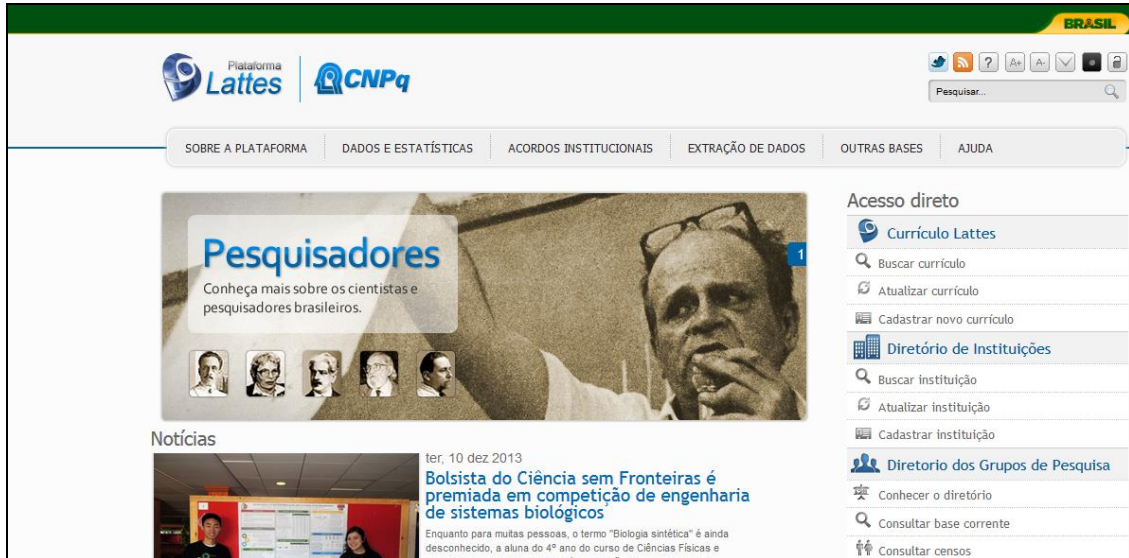 BRASIL
Plataforma
Lattes
CNPq
? A+ A-
Pesquisar...
SOBRE A PLATAFORMA DADOS E ESTATÍSTICAS ACORDOS INSTITUCIONAIS EXTRAÇÃO DE DADOS OUTRAS BASES AJUDA
Pesquisadores
Conheça mais sobre os cientistas e
pesquisadores brasileiros.
1
Notícias
ter, 10 dez 2013
Bolsista do Ciência sem Fronteiras é
premiada em competição de engenharia
de sistemas biológicos
Enquanto para muitas pessoas, o termo "Biologia sintética" é ainda
desconhecido, a aluna do 4º ano do curso de Ciências Físicas e
Acesso direto
Currículo Lattes
Buscar currículo
Atualizar currículo
Cadastrar novo currículo
Diretório de Instituições
Buscar instituição
Atualizar instituição
Cadastrar instituição
Diretorio dos Grupos de Pesquisa
Conhecer o diretório
Consultar base corrente
Consultar censos